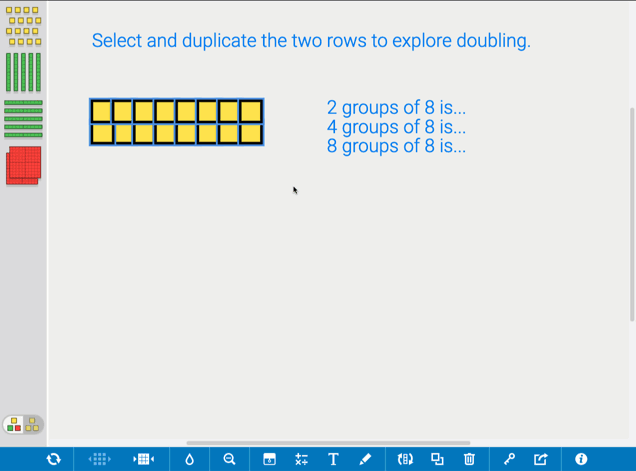 Select and duplicate the two rows to explore doubling.
2 groups of 8 is...
4 groups of 8 is...
8 groups of 8 is...